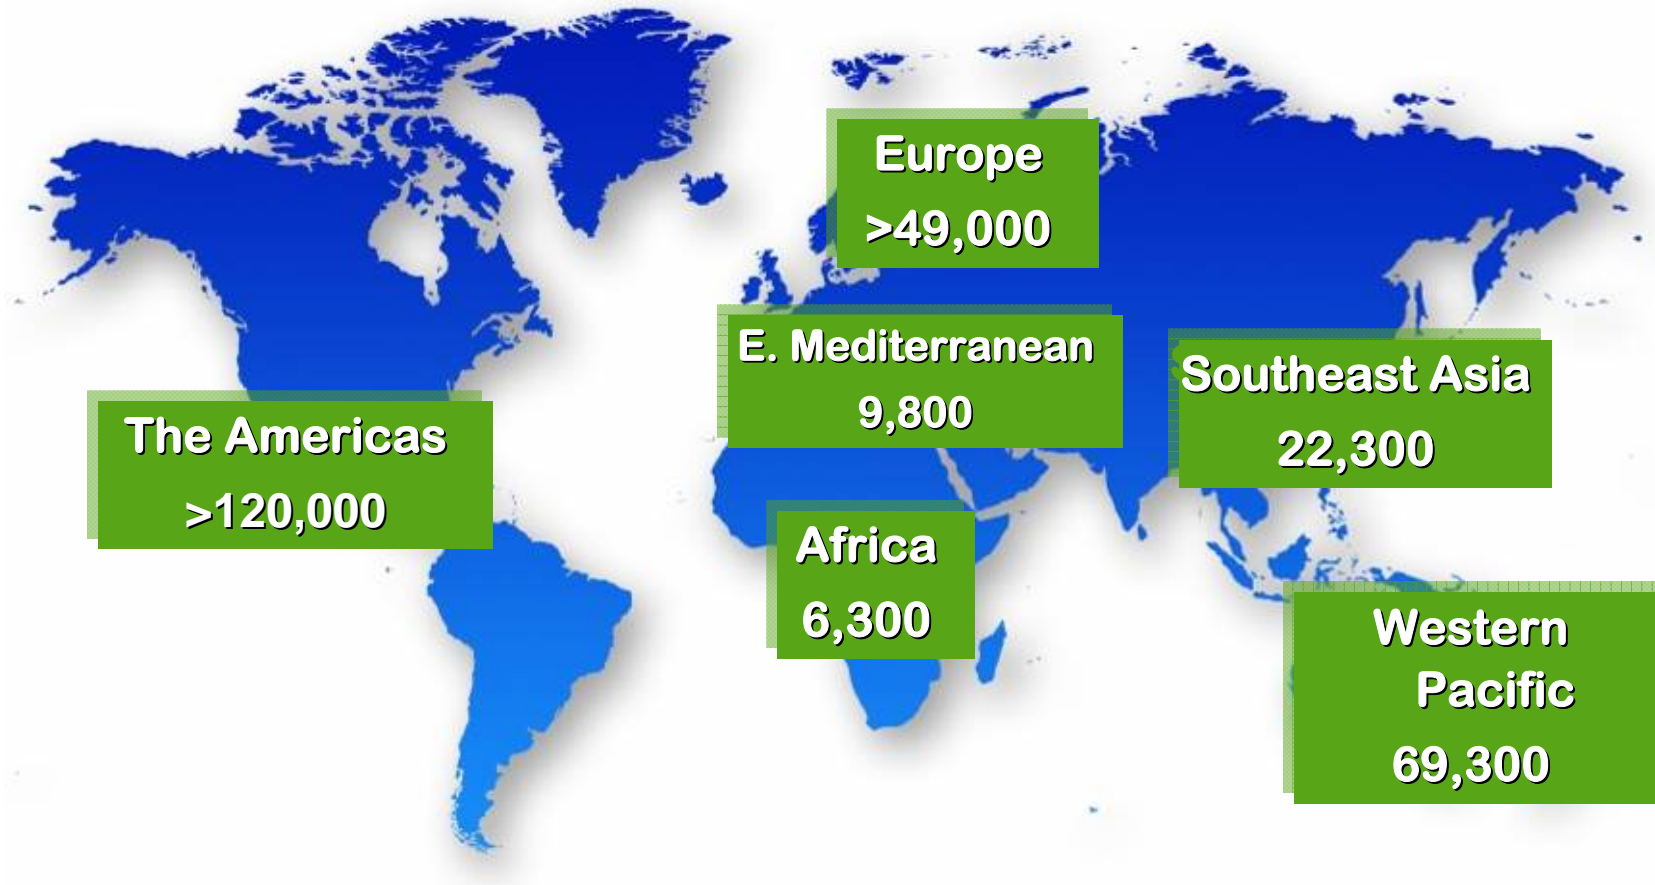 Europe
>49,000
E. Mediterranean
9,800
Southeast Asia
22,300
The Americas
>120,000
Africa
6,300
Western
Pacific
69,300